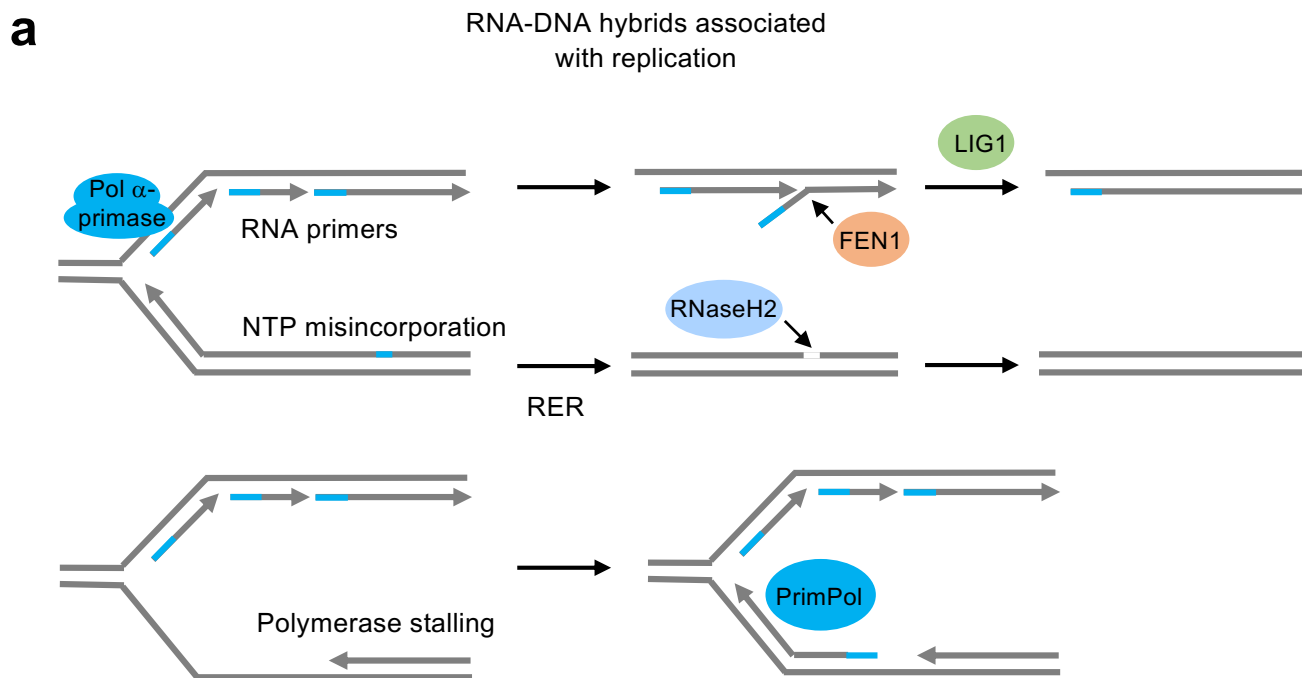 a
RNA-DNA hybrids associated
with replication
Pol α-
primase
RNA primers
LIG1
FEN1
NTP misincorporation
RNaseH2
RER
Polymerase stalling
PrimPol